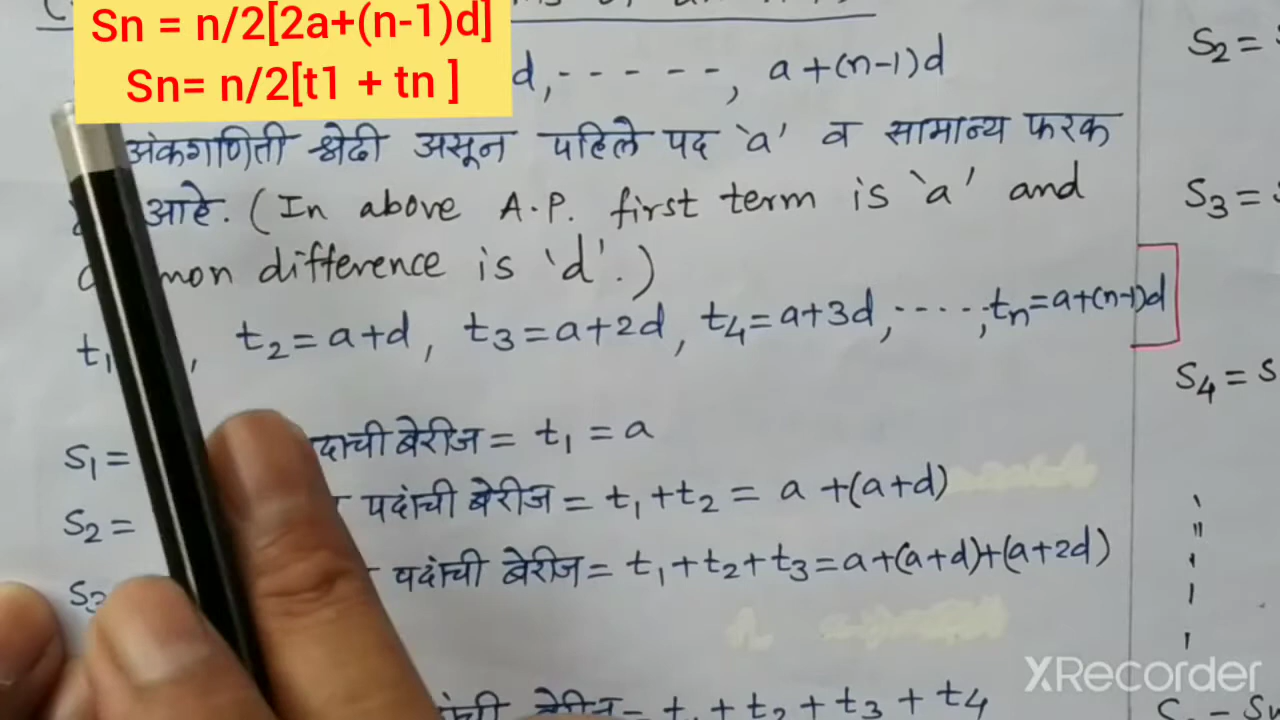 Sn = n/2[2a+(n-1)d]
Sn= n/2[t1 + tn ]
d, - - - - - -, a+(n-1)d
अंकगणिती श्रेढी असून पहिले पद 'a' व सामान्य फरक
आहे. (In above A.P. first term is 'a' and
difference is 'd'.)
t₂=a+d, t₃=a+2d, t₄=a+3d, ....., tn=a+(n-1)d
S₁= पदाची बेरीज = t₁ = a
S₂ = पदांची बेरीज = t₁+t₂ = a +(a+d)
पदांची बेरीज= t₁+t₂+t₃=a+(a+d)+(a+2d)
बेरीज= t₁+t₂+t₃+t₄
S₂ =
S₃ =
S₄ =
XRecorder